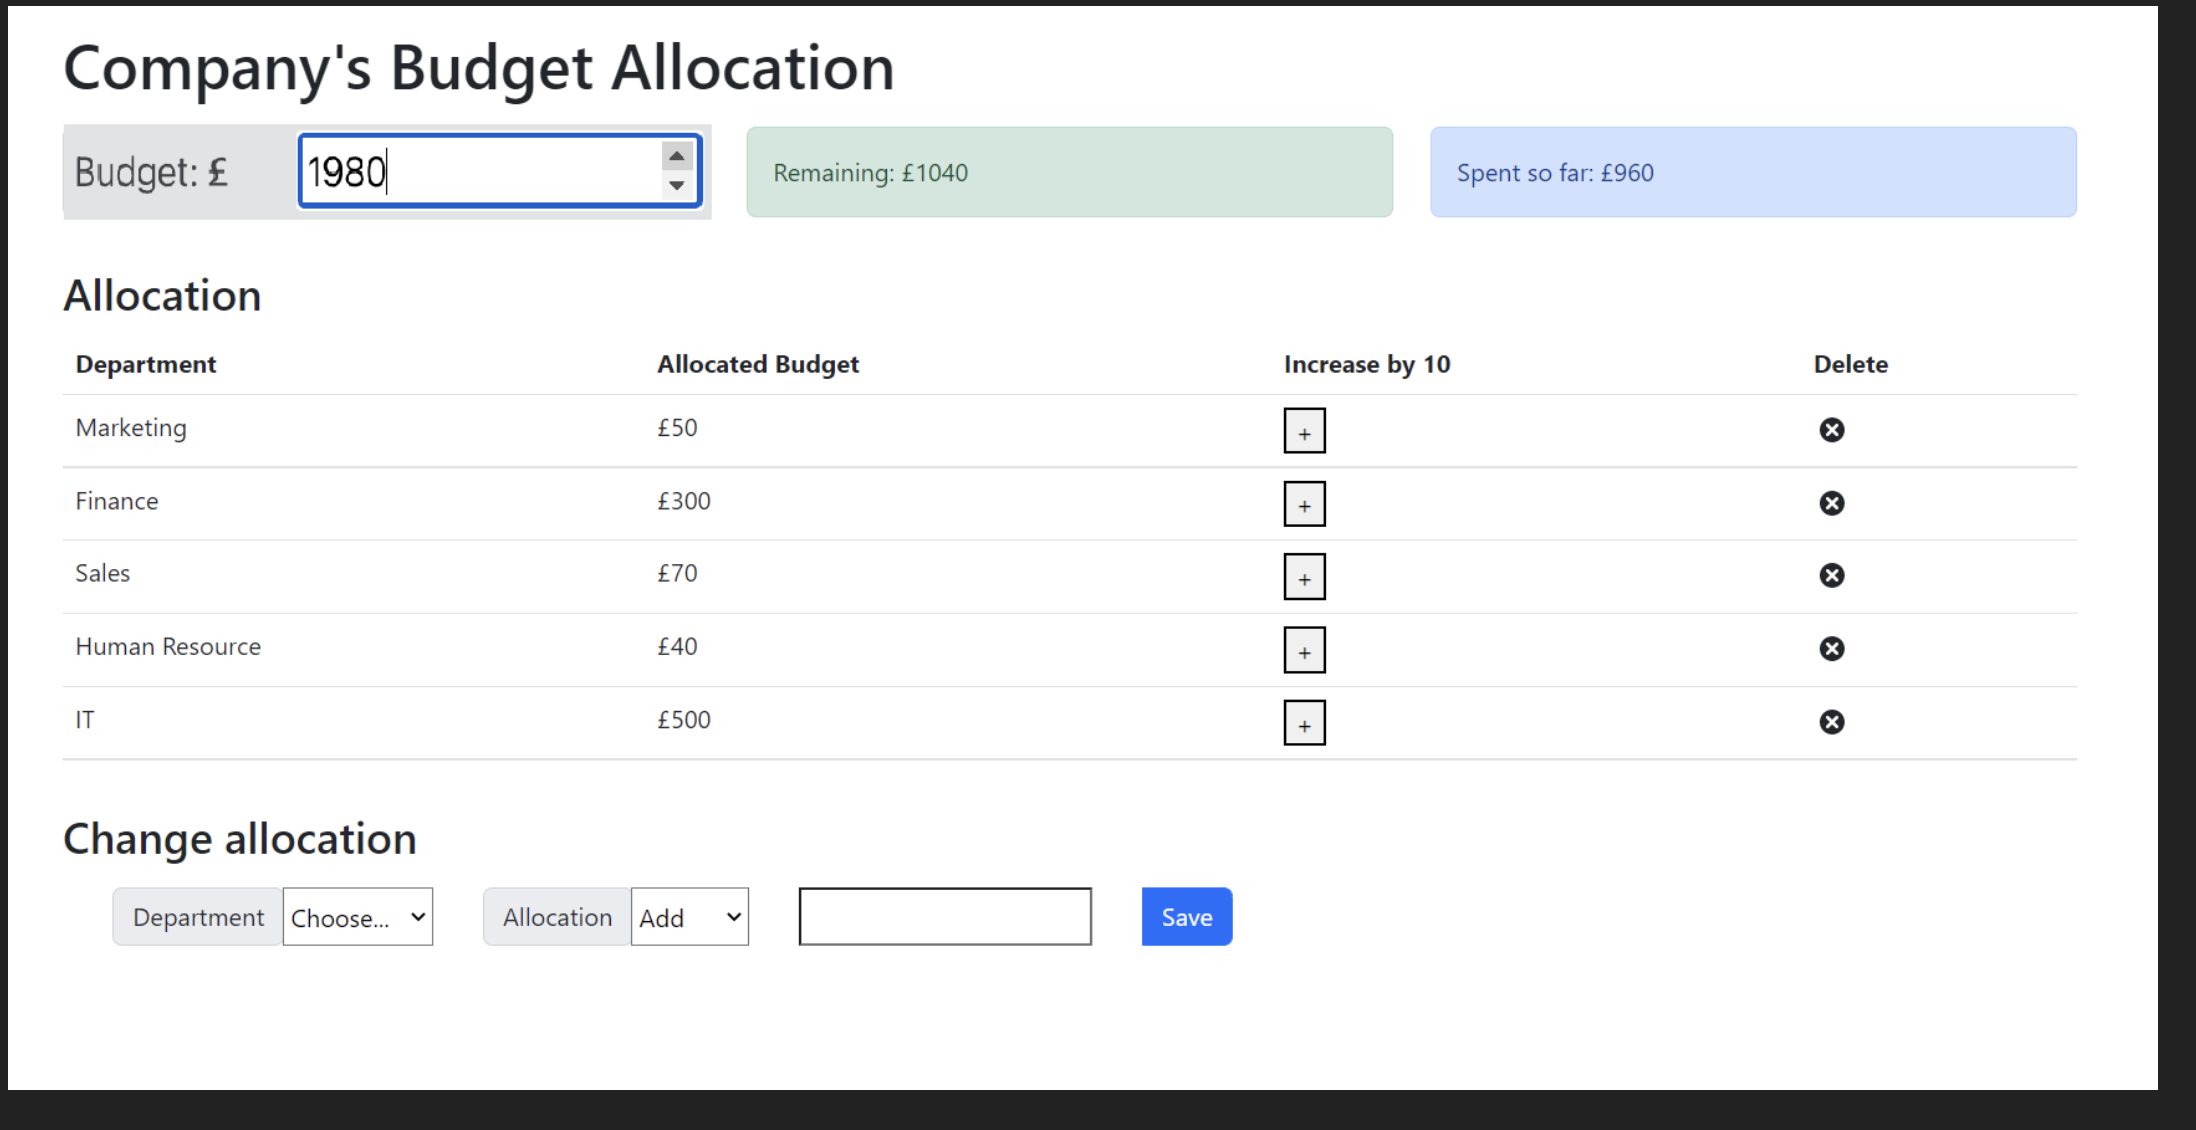 Company's Budget Allocation
Budget: £ 1980 Remaining: £1040 Spent so far: £960
Allocation
Department Allocated Budget Increase by 10 Delete
Marketing £50 +
Finance £300 +
Sales £70 +
Human Resource £40 +
IT £500 +
Change allocation
Department Choose... Allocation Add Save